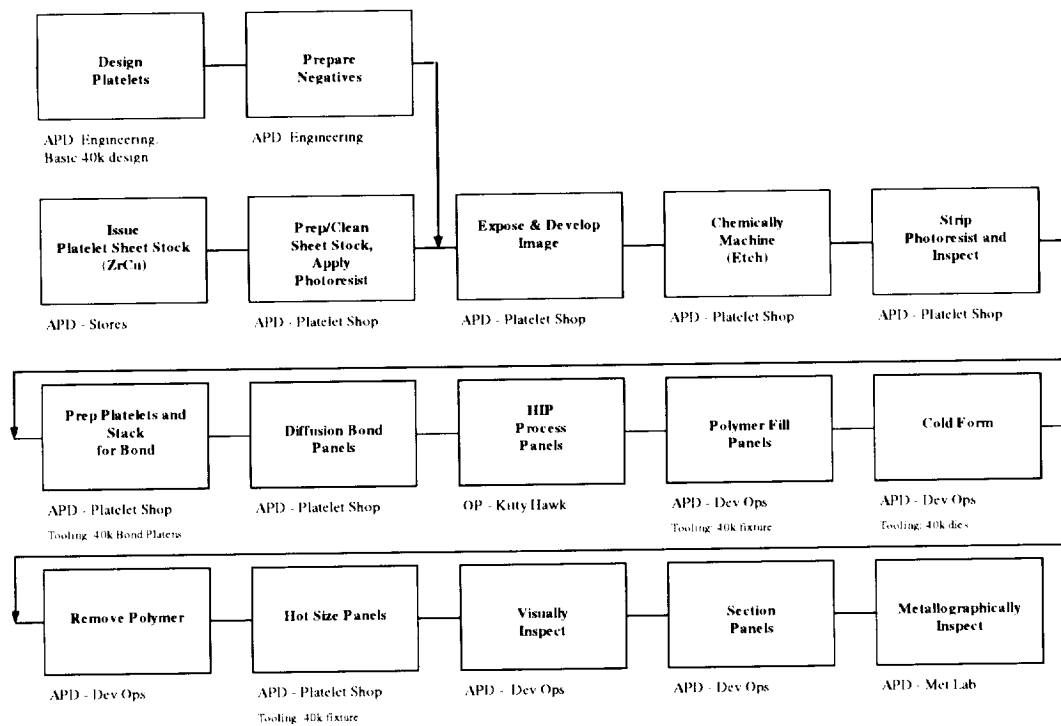 Design
Platelets
Prepare
Negatives
APD Engineering.
Basic 40k design
APD Engineering
Issue
Platelet Sheet Stock
(ZrCu)
Prep/Clean
Sheet Stock,
Apply
Photoresist
Expose & Develop
Image
Chemically
Machine
(Etch)
Strip
Photoresist and
Inspect
APD - Stores
APD - Platelet Shop
APD - Platelet Shop
APD - Platelet Shop
APD - Platelet Shop
Prep Platelets and
Stack
for Bond
Diffusion Bond
Panels
HIP
Process
Panels
Polymer Fill
Panels
Cold Form
APD - Platelet Shop
Tooling: 40k Bond Platens
APD - Platelet Shop
OP - Kitty Hawk
APD - Dev Ops
Tooling: 40k fixture
APD - Dev Ops
Tooling: 40k dies
Remove Polymer
Hot Size Panels
Visually
Inspect
Section
Panels
Metallographically
Inspect
APD - Dev Ops
APD - Platelet Shop
Tooling: 40k fixture
APD - Dev Ops
APD - Dev Ops
APD - Met Lab